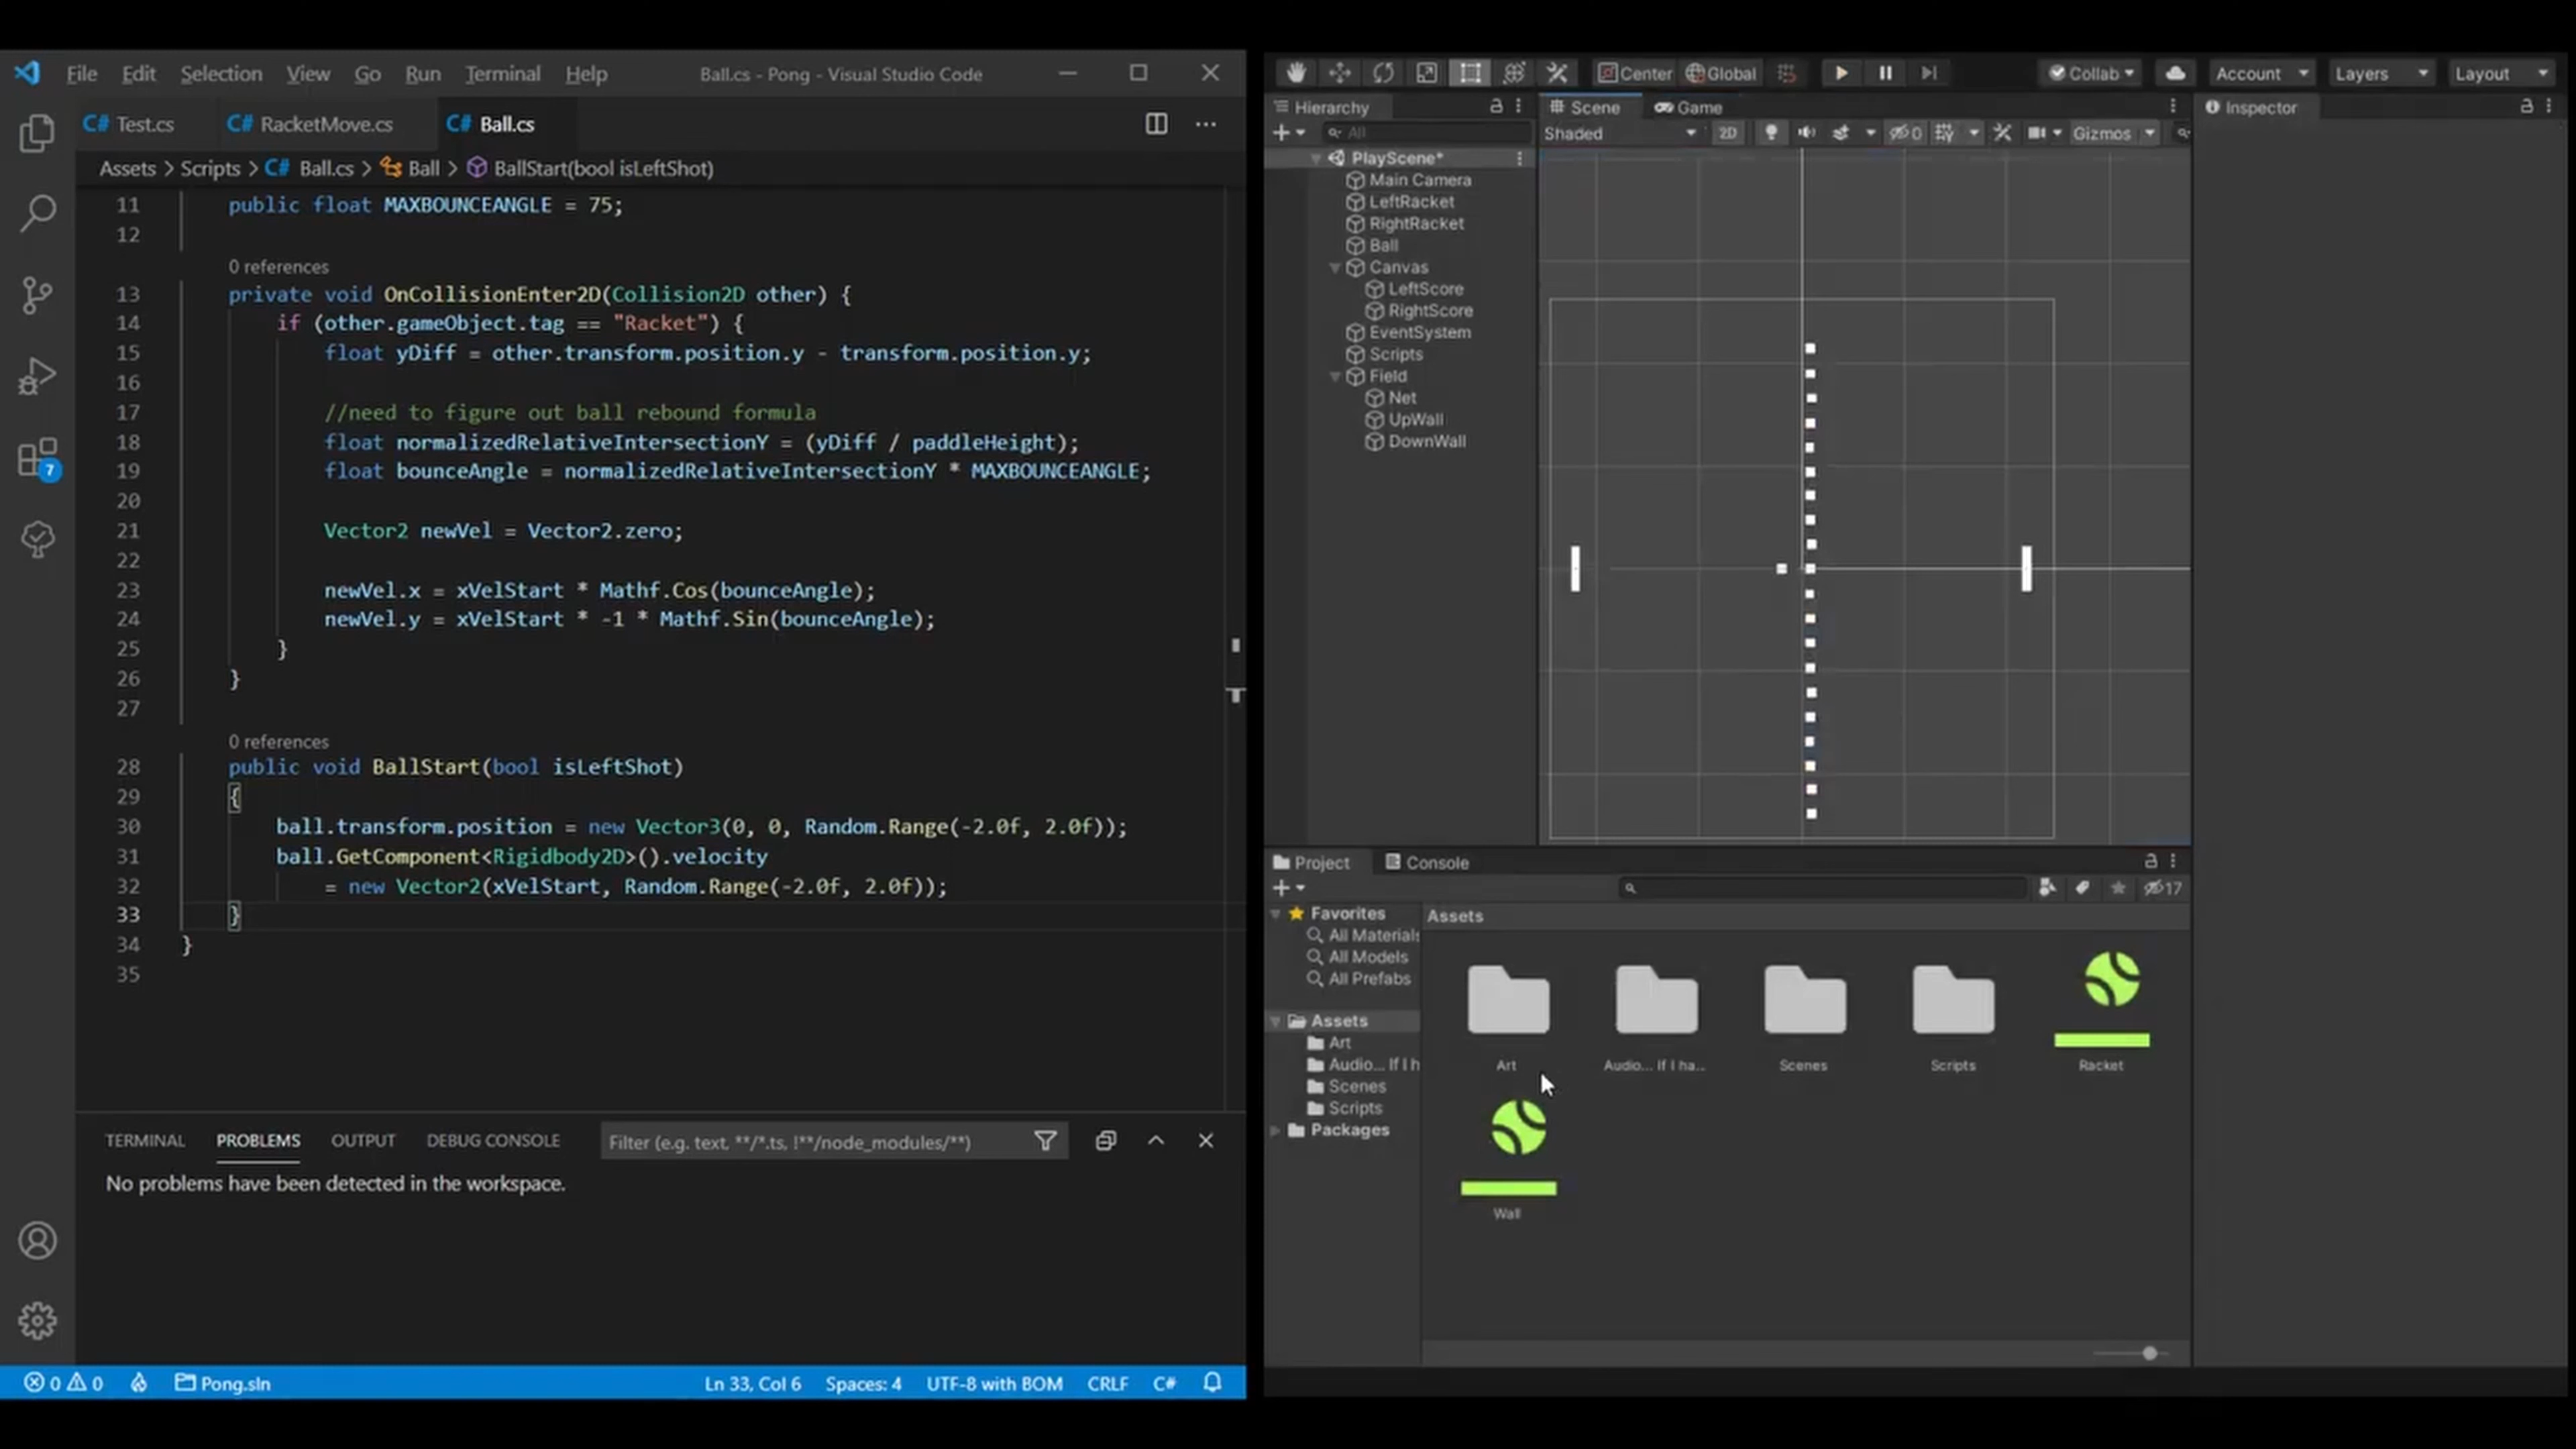 File Edit Selection View Go Run Terminal Help Ball.cs - Pong - Visual Studio Code
C# Test.cs C# RacketMove.cs C# Ball.cs
Assets > Scripts > C# Ball.cs > Ball > BallStart(bool isLeftShot)
11 public float MAXBOUNCEANGLE = 75;
12
0 references
13 private void OnCollisionEnter2D(Collision2D other) {
14 if (other.gameObject.tag == "Racket") {
15 float yDiff = other.transform.position.y - transform.position.y;
16
17 //need to figure out ball rebound formula
18 float normalizedRelativeIntersectionY = (yDiff / paddleHeight);
19 float bounceAngle = normalizedRelativeIntersectionY * MAXBOUNCEANGLE;
20
21 Vector2 newVel = Vector2.zero;
22
23 newVel.x = xVelStart * Mathf.Cos(bounceAngle);
24 newVel.y = xVelStart * -1 * Mathf.Sin(bounceAngle);
25 }
26 }
27
0 references
28 public void BallStart(bool isLeftShot)
29 {
30 ball.transform.position = new Vector3(0, 0, Random.Range(-2.0f, 2.0f));
31 ball.GetComponent<Rigidbody2D>().velocity
32 = new Vector2(xVelStart, Random.Range(-2.0f, 2.0f));
33 }
34 }
35
7
TERMINAL PROBLEMS OUTPUT DEBUG CONSOLE Filter (e.g. text, **/*.ts, !**/node_modules/**)
No problems have been detected in the workspace.
0 0 Pong.sln Ln 33, Col 6 Spaces: 4 UTF-8 with BOM CRLF C#
Center Global Collab Account Layers Layout
Hierarchy
All
PlayScene*
Main Camera
LeftRacket
RightRacket
Ball
Canvas
LeftScore
RightScore
EventSystem
Scripts
Field
Net
UpWall
DownWall
Scene Game
Shaded 2D 0 Gizmos
Inspector
Project Console
17
Favorites
All Materials
All Models
All Prefabs
Assets
Art
Audio... If I h
Scenes
Scripts
Packages
Assets
Art Audio... If I ha... Scenes Scripts Racket
Wall